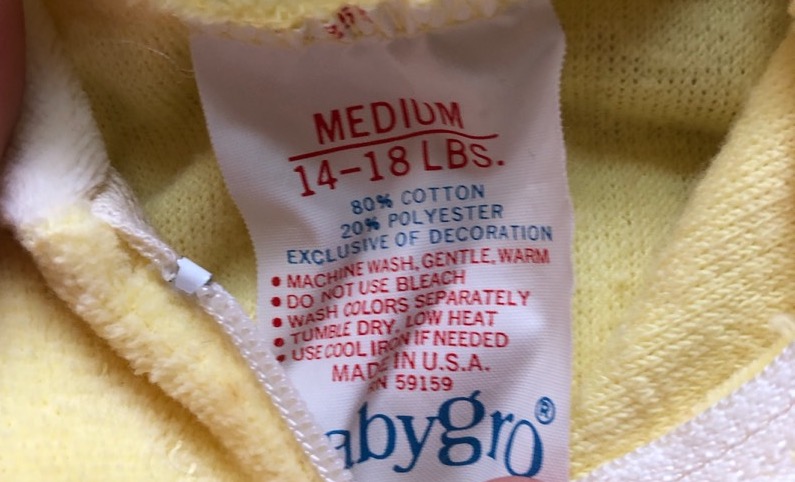 MEDIUM
14-18 LBS.
80% COTTON
20% POLYESTER
EXCLUSIVE OF DECORATION
• MACHINE WASH, GENTLE, WARM
• DO NOT USE BLEACH
• WASH COLORS SEPARATELY
• TUMBLE DRY, LOW HEAT
• USE COOL IRON IF NEEDED
MADE IN U.S.A.
RN 59159
abygro®